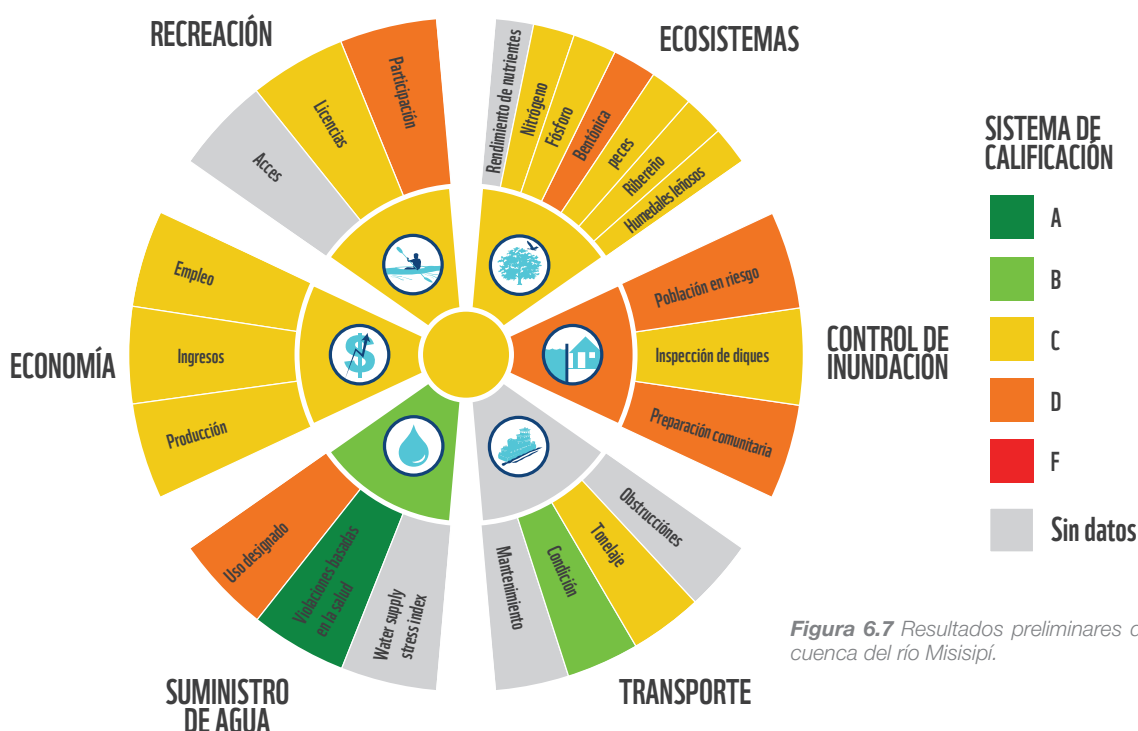 RECREACIÓN
Acces
Licencias
Participación
ECOSISTEMAS
Rendimiento de nutrientes
Nitrógeno
Fósforo
Bentónica
peces
Ribereño
Humedales leñosos
ECONOMÍA
Empleo
Ingresos
Producción
$
CONTROL DE
INUNDACIÓN
Población en riesgo
Inspección de diques
Preparación comunitaria
SUMINISTRO
DE AGUA
Uso designado
Violaciones basadas
en la salud
Water supply
stress index
TRANSPORTE
Mantenimiento
Condición
Tonelaje
Obstrucciónes
SISTEMA DE
CALIFICACIÓN
A
B
C
D
F
Sin datos
Figura 6.7 Resultados preliminares
cuenca del río Misisipí.